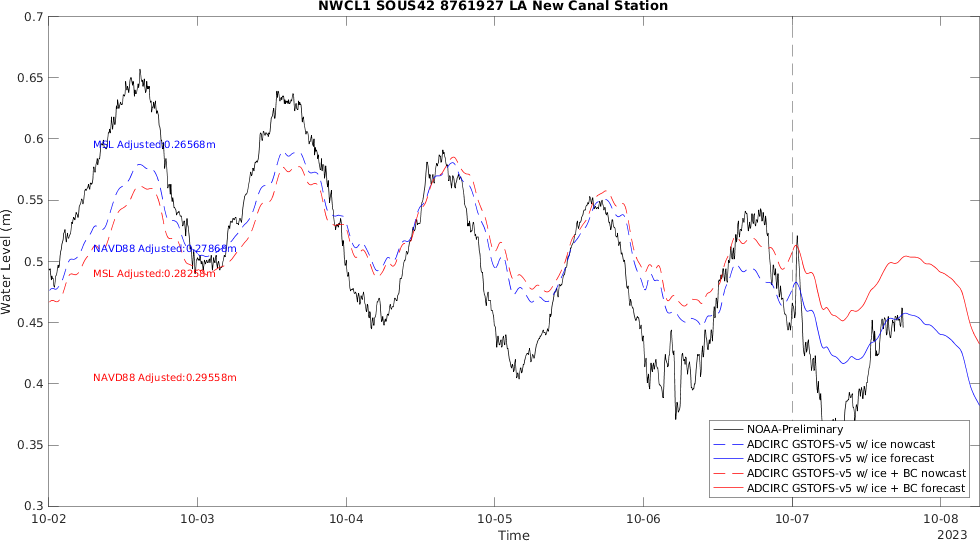 NWCL1 SOUS42 8761927 LA New Canal Station
0.7
0.65
0.6
0.55
0.5
0.45
0.4
0.35
0.3
Water Level (m)
MSL Adjusted:0.26568m
NAVD88 Adjusted:0.27868m
MSL Adjusted:0.28258m
NAVD88 Adjusted:0.29558m
NOAA-Preliminary
ADCIRC GSTOFS-v5 w/ ice nowcast
ADCIRC GSTOFS-v5 w/ ice forecast
ADCIRC GSTOFS-v5 w/ ice + BC nowcast
ADCIRC GSTOFS-v5 w/ ice + BC forecast
10-02 10-03 10-04 10-05 10-06 10-07 10-08
Time
2023